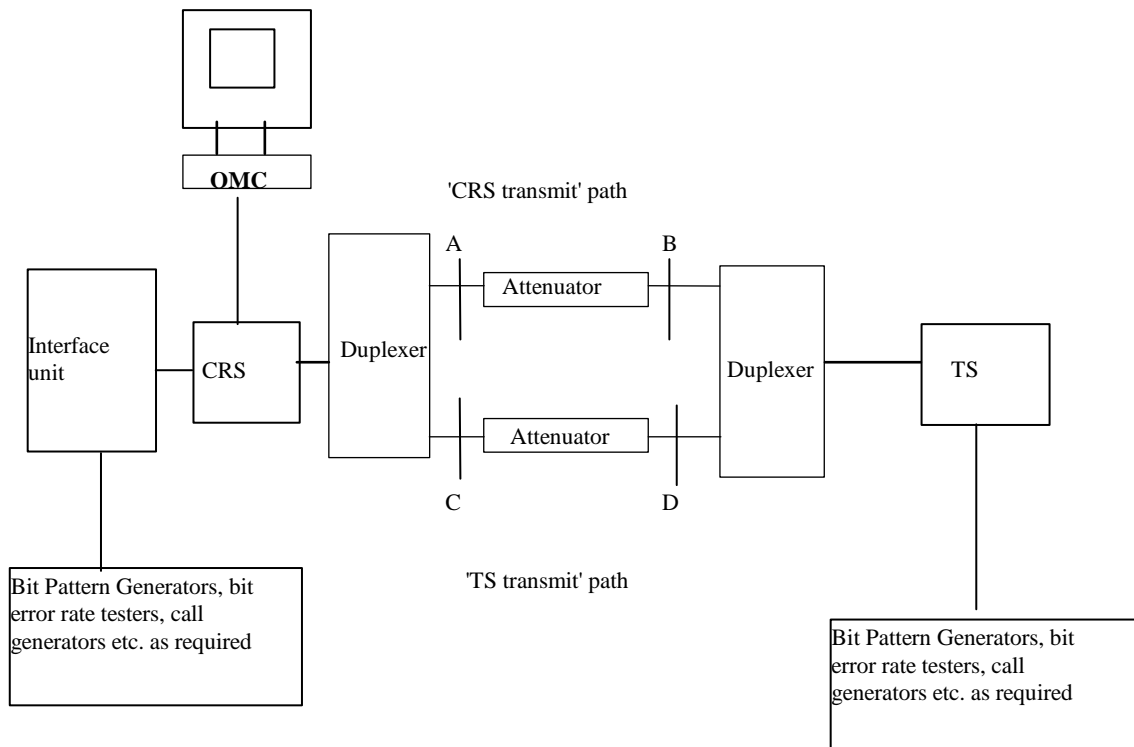 OMC
'CRS transmit' path
A
B
Attenuator
Interface
unit
CRS
Duplexer
Duplexer
TS
Attenuator
C
D
'TS transmit' path
Bit Pattern Generators, bit
error rate testers, call
generators etc. as required
Bit Pattern Generators, bit
error rate testers, call
generators etc. as required